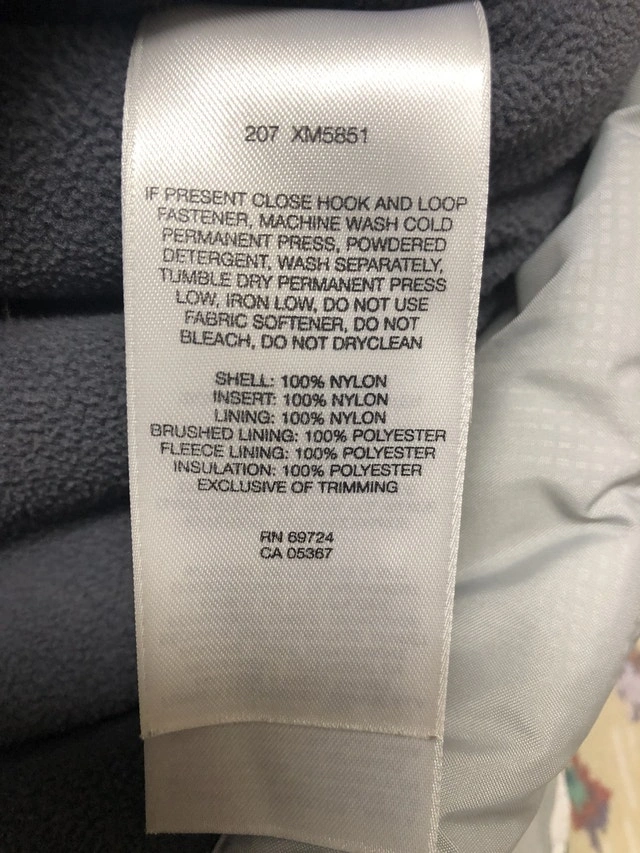 207 XM5851
IF PRESENT CLOSE HOOK AND LOOP
FASTENER, MACHINE WASH COLD
PERMANENT PRESS, POWDERED
DETERGENT, WASH SEPARATELY,
TUMBLE DRY PERMANENT PRESS
LOW, IRON LOW, DO NOT USE
FABRIC SOFTENER, DO NOT
BLEACH, DO NOT DRYCLEAN
SHELL: 100% NYLON
INSERT: 100% NYLON
LINING: 100% NYLON
BRUSHED LINING: 100% POLYESTER
FLEECE LINING: 100% POLYESTER
INSULATION: 100% POLYESTER
EXCLUSIVE OF TRIMMING
RN 69724
CA 05367